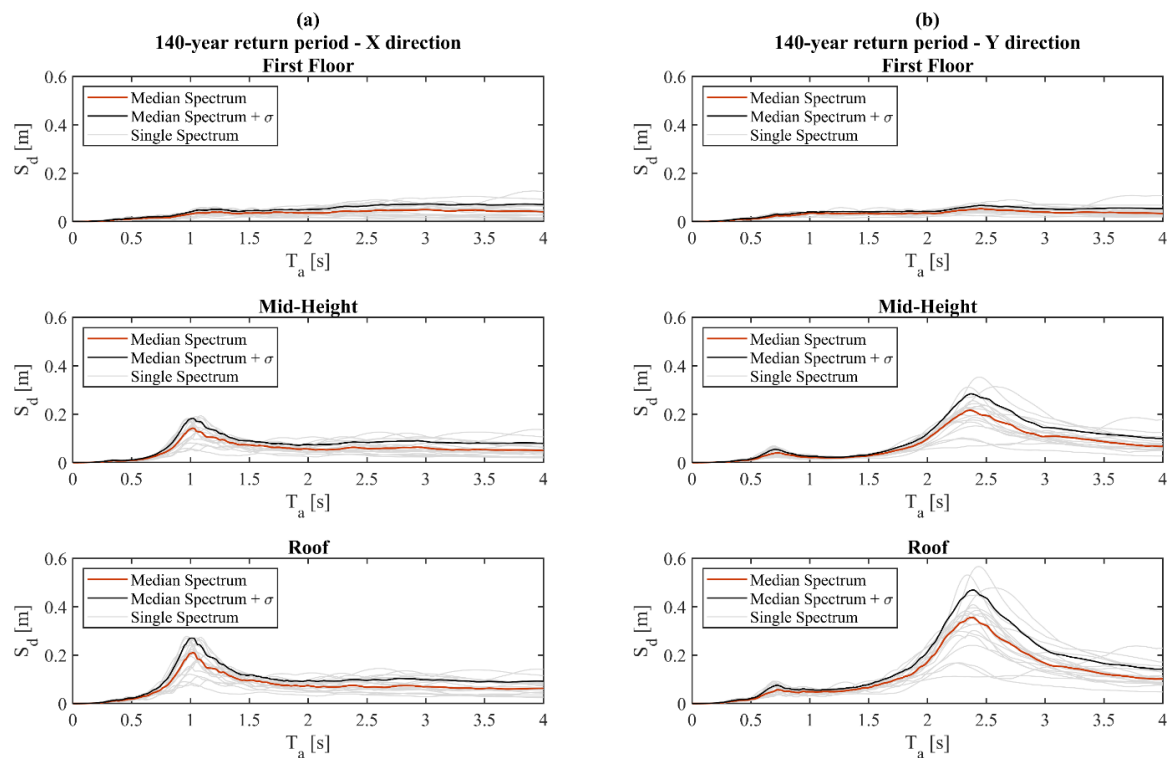 (a)
140-year return period - X direction
First Floor
0.6
0.4
0.2
0
S_d [m]
Median Spectrum
Median Spectrum + σ
Single Spectrum
0 0.5 1 1.5 2 2.5 3 3.5 4
T_a [s]
Mid-Height
0.6
0.4
0.2
0
S_d [m]
Median Spectrum
Median Spectrum + σ
Single Spectrum
0 0.5 1 1.5 2 2.5 3 3.5 4
T_a [s]
Roof
0.6
0.4
0.2
0
S_d [m]
Median Spectrum
Median Spectrum + σ
Single Spectrum
0 0.5 1 1.5 2 2.5 3 3.5 4
T_a [s]
(b)
140-year return period - Y direction
First Floor
0.6
0.4
0.2
0
S_d [m]
Median Spectrum
Median Spectrum + σ
Single Spectrum
0 0.5 1 1.5 2 2.5 3 3.5 4
T_a [s]
Mid-Height
0.6
0.4
0.2
0
S_d [m]
Median Spectrum
Median Spectrum + σ
Single Spectrum
0 0.5 1 1.5 2 2.5 3 3.5 4
T_a [s]
Roof
0.6
0.4
0.2
0
S_d [m]
Median Spectrum
Median Spectrum + σ
Single Spectrum
0 0.5 1 1.5 2 2.5 3 3.5 4
T_a [s]